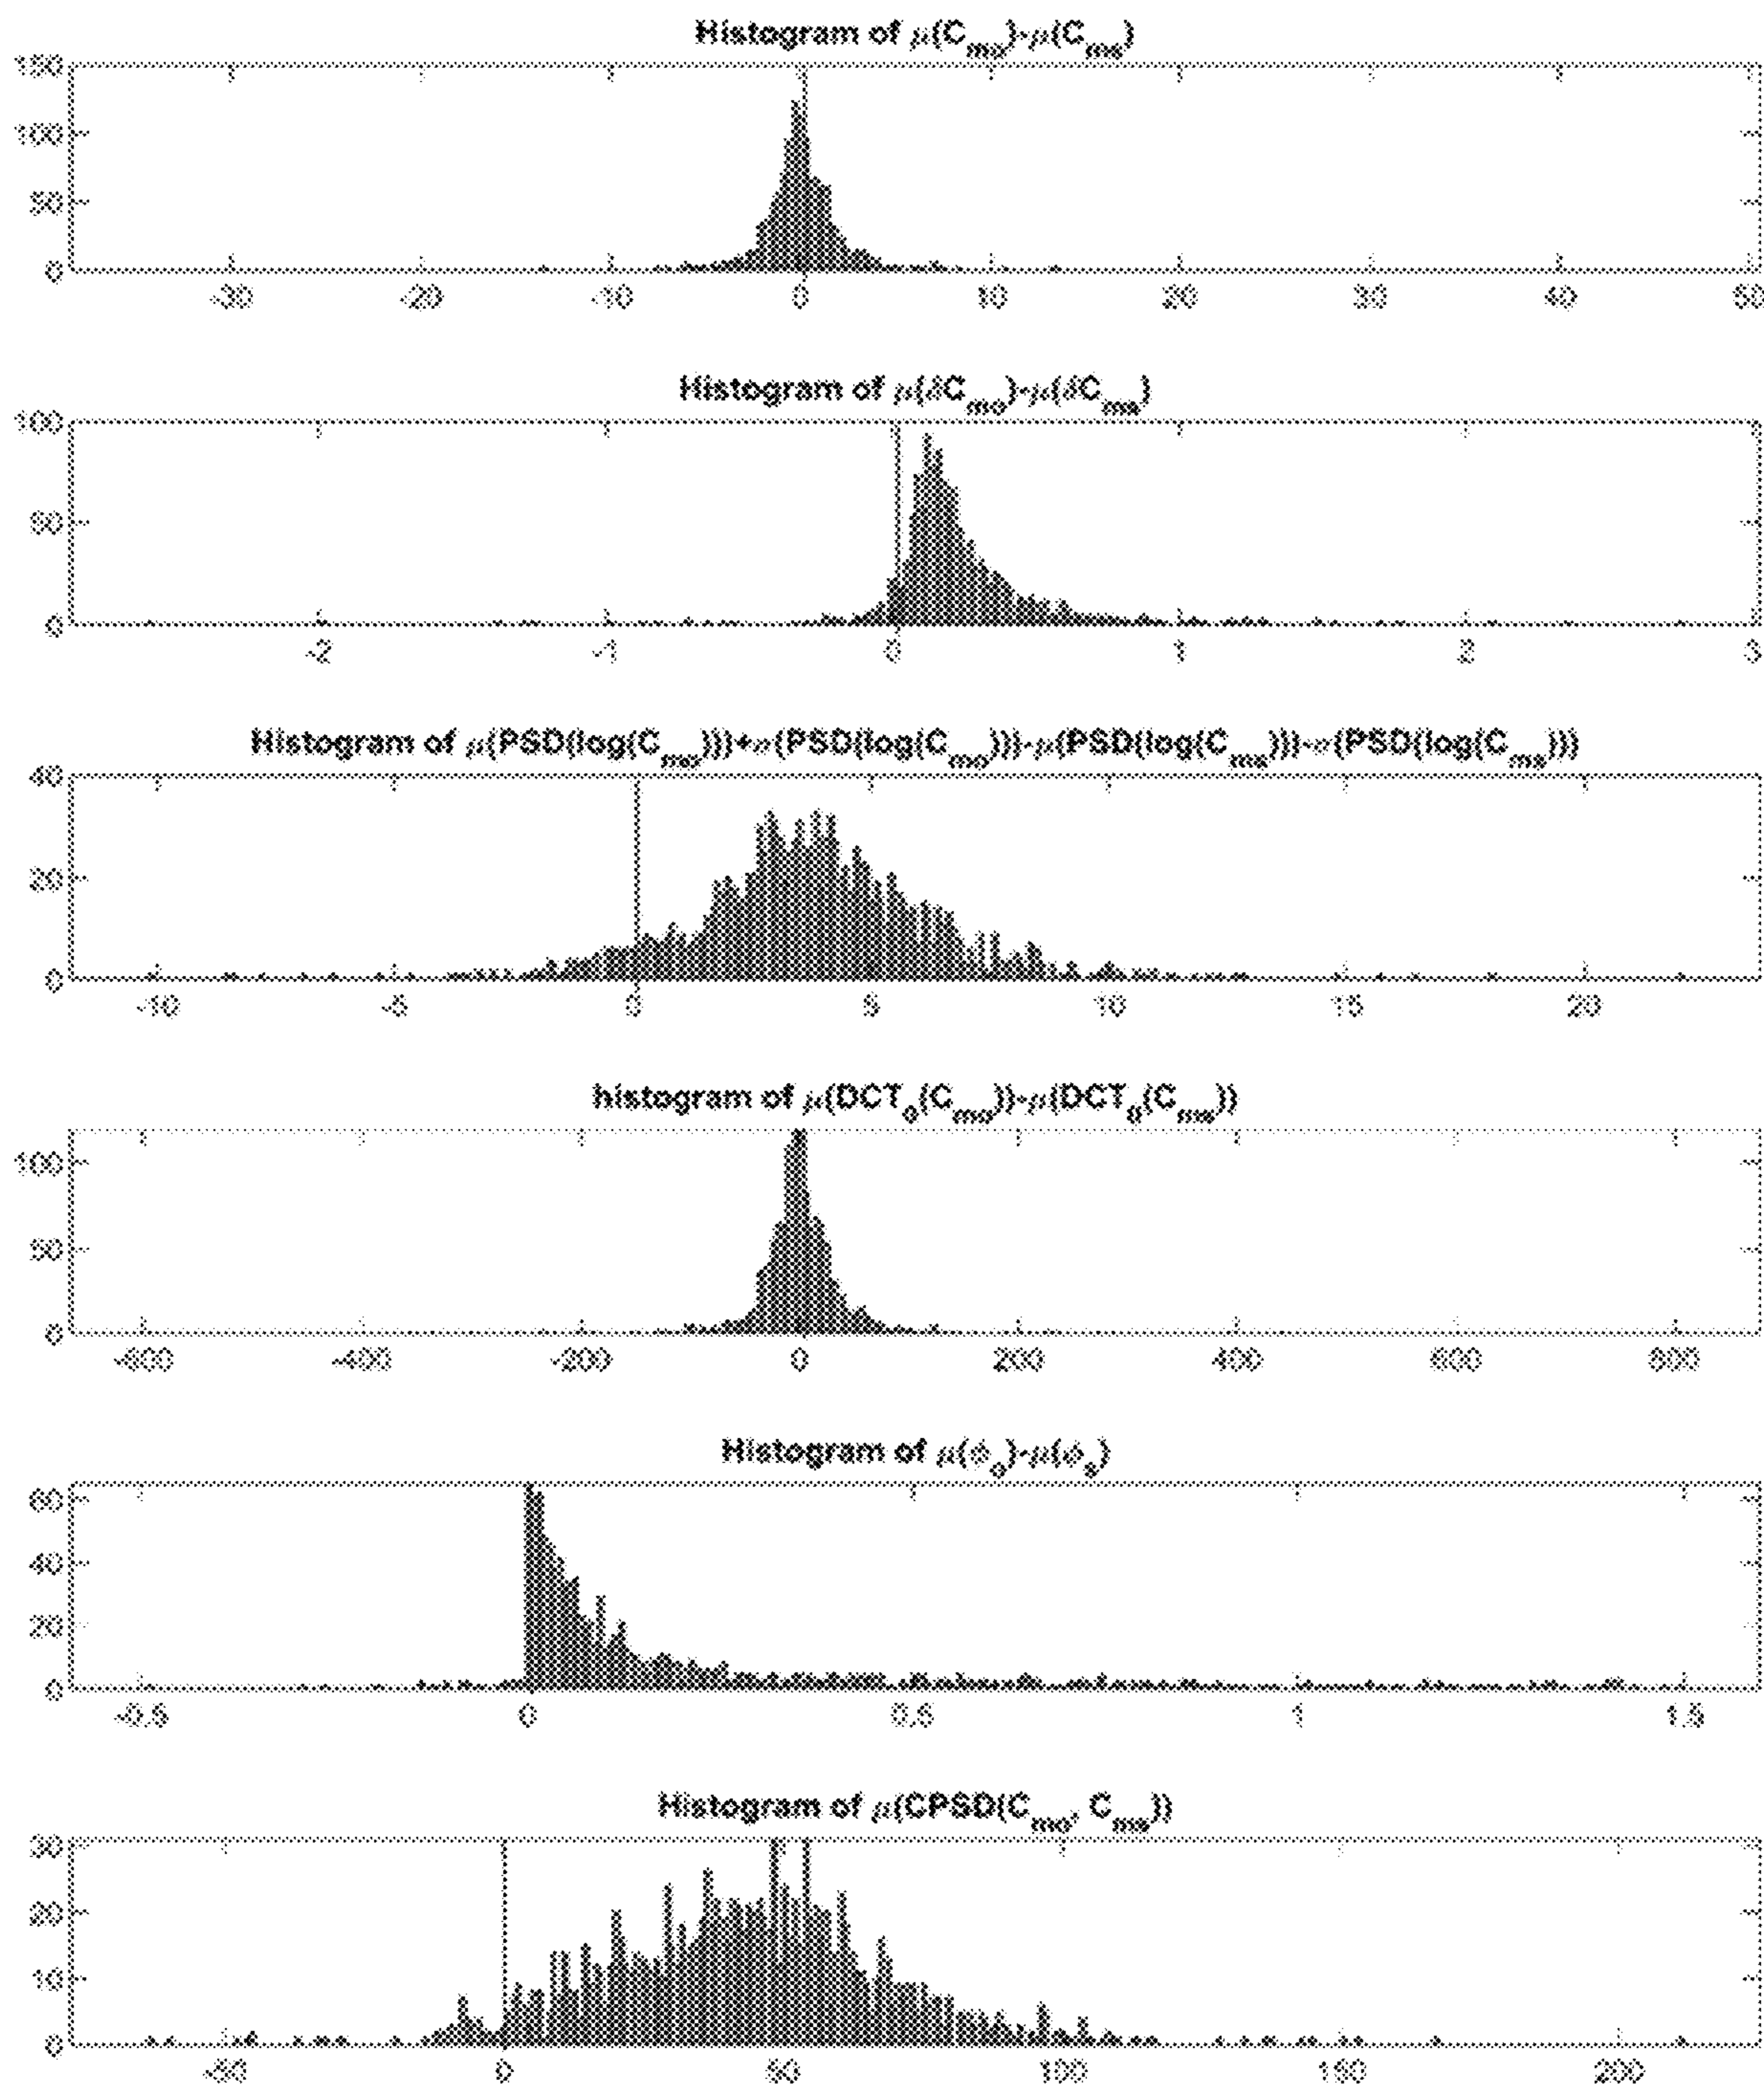 Histogram of μ(C_mo)-μ(C_ms)
150
100
50
0
-30 -20 -10 0 10 20 30 40 50
Histogram of μ(δC_mo)-μ(δC_ms)
100
50
0
-2 -1 0 1 2 3
Histogram of μ(PSD(log(C_mo)))+σ(PSD(log(C_mo)))-μ(PSD(log(C_ms)))-σ(PSD(log(C_ms)))
40
20
0
-10 -5 0 5 10 15 20
histogram of μ(DCT_0(C_mo))-μ(DCT_0(C_ms))
100
50
0
-600 -400 -200 0 200 400 600 800
Histogram of μ(ϕ_o)-μ(ϕ_s)
60
40
20
0
-0.5 0 0.5 1 1.5
Histogram of μ(CPSD(C_mo, C_ms))
30
20
10
0
-50 0 50 100 150 200